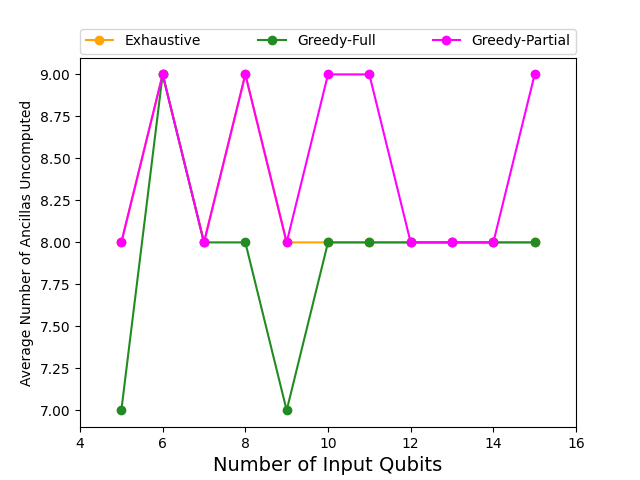 Exhaustive Greedy-Full Greedy-Partial
9.00
8.75
8.50
8.25
8.00
7.75
7.50
7.25
7.00
Average Number of Ancillas Uncomputed
4 6 8 10 12 14 16
Number of Input Qubits